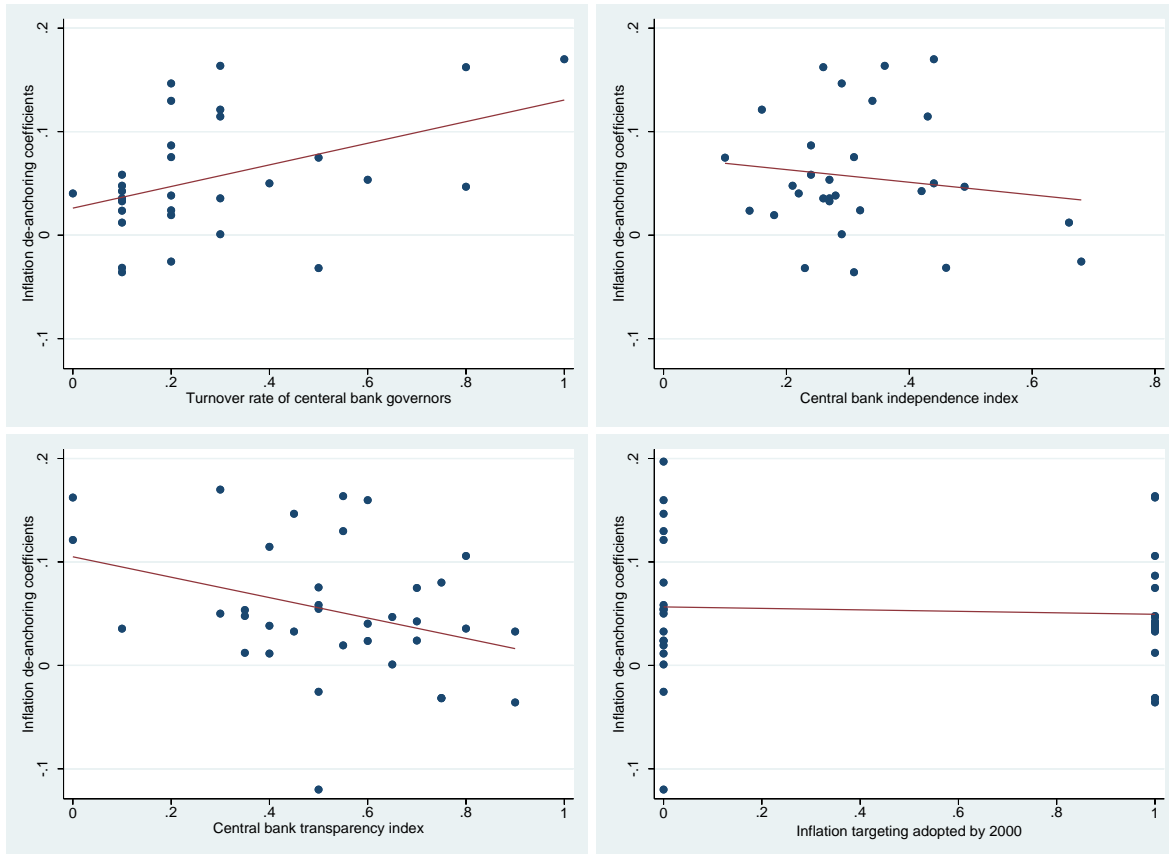 .2
.1
0
-.1
Inflation de-anchoring coefficients
0 .2 .4 .6 .8 1
Turnover rate of centeral bank governors
.2
.1
0
-.1
Inflation de-anchoring coefficients
0 .2 .4 .6 .8
Central bank independence index
.2
.1
0
-.1
Inflation de-anchoring coefficients
0 .2 .4 .6 .8 1
Central bank transparency index
.2
.1
0
-.1
Inflation de-anchoring coefficients
0 .2 .4 .6 .8 1
Inflation targeting adopted by 2000